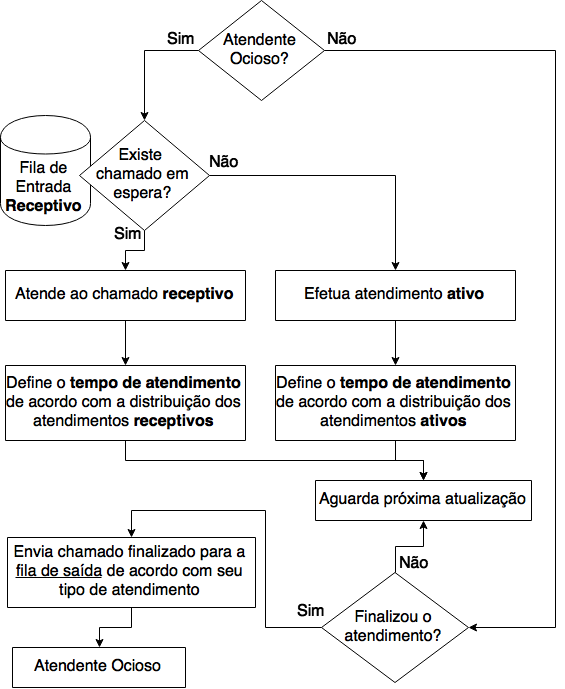 Atendente
Ocioso?
Sim
Não
Fila de
Entrada
Receptivo
Existe
chamado em
espera?
Não
Sim
Atende ao chamado receptivo
Efetua atendimento ativo
Define o tempo de atendimento
de acordo com a distribuição dos
atendimentos receptivos
Define o tempo de atendimento
de acordo com a distribuição dos
atendimentos ativos
Aguarda próxima atualização
Não
Finalizou o
atendimento?
Sim
Envia chamado finalizado para a
fila de saída de acordo com seu
tipo de atendimento
Atendente Ocioso